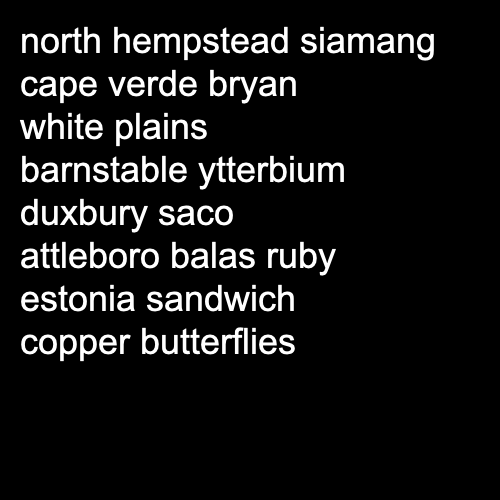 north hempstead siamang
cape verde bryan
white plains
barnstable ytterbium
duxbury saco
attleboro balas ruby
estonia sandwich
copper butterflies